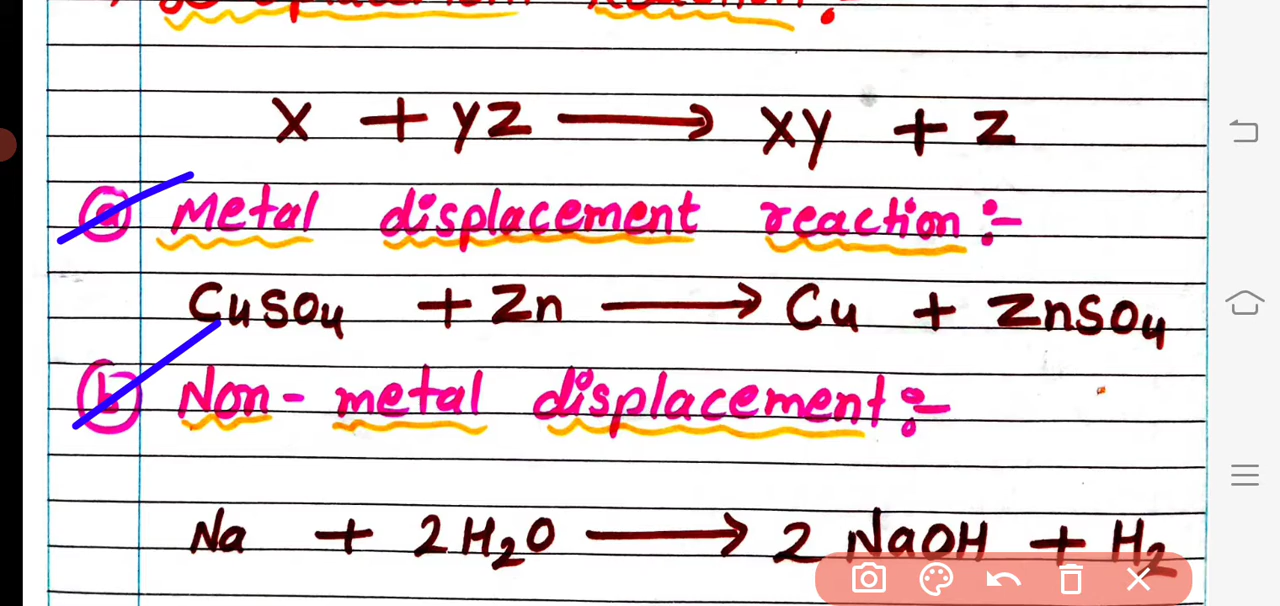 x + yz ⟶ xy + z
(a) Metal displacement reaction :-
CuSO4 + Zn ⟶ Cu + ZnSO4
(b) Non-metal displacement :-
Na + 2H2O ⟶ 2 NaOH + H2